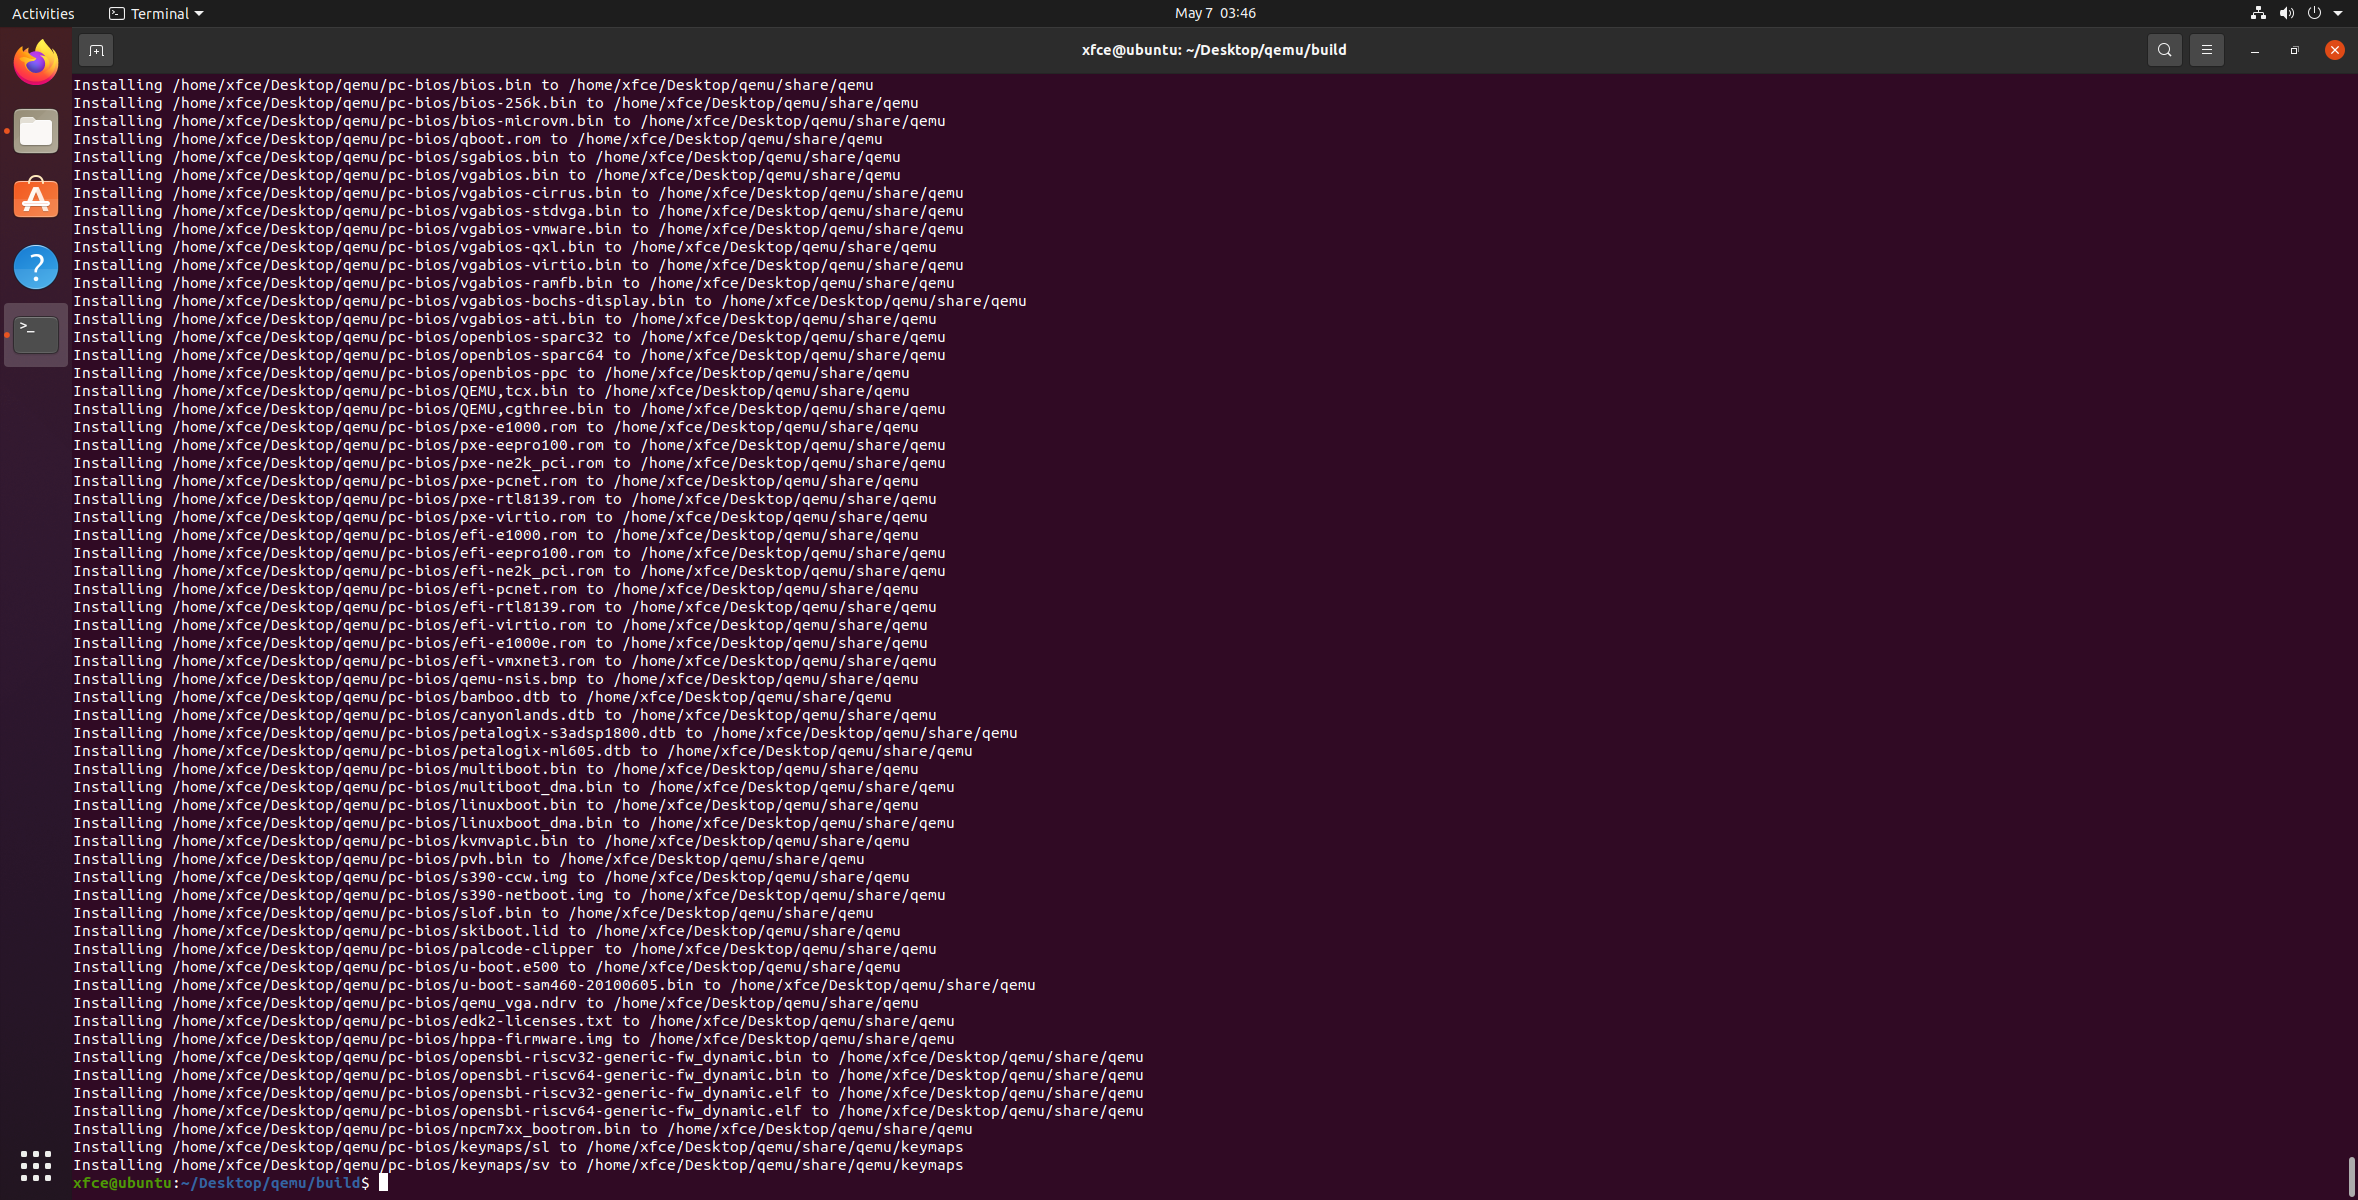 Activities
Terminal
May 7 03:46
xfce@ubuntu: ~/Desktop/qemu/build
Installing /home/xfce/Desktop/qemu/pc-bios/bios.bin to /home/xfce/Desktop/qemu/share/qemu
Installing /home/xfce/Desktop/qemu/pc-bios/bios-256k.bin to /home/xfce/Desktop/qemu/share/qemu
Installing /home/xfce/Desktop/qemu/pc-bios/bios-microvm.bin to /home/xfce/Desktop/qemu/share/qemu
Installing /home/xfce/Desktop/qemu/pc-bios/qboot.rom to /home/xfce/Desktop/qemu/share/qemu
Installing /home/xfce/Desktop/qemu/pc-bios/sgabios.bin to /home/xfce/Desktop/qemu/share/qemu
Installing /home/xfce/Desktop/qemu/pc-bios/vgabios.bin to /home/xfce/Desktop/qemu/share/qemu
Installing /home/xfce/Desktop/qemu/pc-bios/vgabios-cirrus.bin to /home/xfce/Desktop/qemu/share/qemu
Installing /home/xfce/Desktop/qemu/pc-bios/vgabios-stdvga.bin to /home/xfce/Desktop/qemu/share/qemu
Installing /home/xfce/Desktop/qemu/pc-bios/vgabios-vmware.bin to /home/xfce/Desktop/qemu/share/qemu
Installing /home/xfce/Desktop/qemu/pc-bios/vgabios-qxl.bin to /home/xfce/Desktop/qemu/share/qemu
Installing /home/xfce/Desktop/qemu/pc-bios/vgabios-virtio.bin to /home/xfce/Desktop/qemu/share/qemu
Installing /home/xfce/Desktop/qemu/pc-bios/vgabios-ramfb.bin to /home/xfce/Desktop/qemu/share/qemu
Installing /home/xfce/Desktop/qemu/pc-bios/vgabios-bochs-display.bin to /home/xfce/Desktop/qemu/share/qemu
Installing /home/xfce/Desktop/qemu/pc-bios/vgabios-ati.bin to /home/xfce/Desktop/qemu/share/qemu
Installing /home/xfce/Desktop/qemu/pc-bios/openbios-sparc32 to /home/xfce/Desktop/qemu/share/qemu
Installing /home/xfce/Desktop/qemu/pc-bios/openbios-sparc64 to /home/xfce/Desktop/qemu/share/qemu
Installing /home/xfce/Desktop/qemu/pc-bios/openbios-ppc to /home/xfce/Desktop/qemu/share/qemu
Installing /home/xfce/Desktop/qemu/pc-bios/QEMU,tcx.bin to /home/xfce/Desktop/qemu/share/qemu
Installing /home/xfce/Desktop/qemu/pc-bios/QEMU,cgthree.bin to /home/xfce/Desktop/qemu/share/qemu
Installing /home/xfce/Desktop/qemu/pc-bios/pxe-e1000.rom to /home/xfce/Desktop/qemu/share/qemu
Installing /home/xfce/Desktop/qemu/pc-bios/pxe-eepro100.rom to /home/xfce/Desktop/qemu/share/qemu
Installing /home/xfce/Desktop/qemu/pc-bios/pxe-ne2k_pci.rom to /home/xfce/Desktop/qemu/share/qemu
Installing /home/xfce/Desktop/qemu/pc-bios/pxe-pcnet.rom to /home/xfce/Desktop/qemu/share/qemu
Installing /home/xfce/Desktop/qemu/pc-bios/pxe-rtl8139.rom to /home/xfce/Desktop/qemu/share/qemu
Installing /home/xfce/Desktop/qemu/pc-bios/pxe-virtio.rom to /home/xfce/Desktop/qemu/share/qemu
Installing /home/xfce/Desktop/qemu/pc-bios/efi-e1000.rom to /home/xfce/Desktop/qemu/share/qemu
Installing /home/xfce/Desktop/qemu/pc-bios/efi-eepro100.rom to /home/xfce/Desktop/qemu/share/qemu
Installing /home/xfce/Desktop/qemu/pc-bios/efi-ne2k_pci.rom to /home/xfce/Desktop/qemu/share/qemu
Installing /home/xfce/Desktop/qemu/pc-bios/efi-pcnet.rom to /home/xfce/Desktop/qemu/share/qemu
Installing /home/xfce/Desktop/qemu/pc-bios/efi-rtl8139.rom to /home/xfce/Desktop/qemu/share/qemu
Installing /home/xfce/Desktop/qemu/pc-bios/efi-virtio.rom to /home/xfce/Desktop/qemu/share/qemu
Installing /home/xfce/Desktop/qemu/pc-bios/efi-e1000e.rom to /home/xfce/Desktop/qemu/share/qemu
Installing /home/xfce/Desktop/qemu/pc-bios/efi-vmxnet3.rom to /home/xfce/Desktop/qemu/share/qemu
Installing /home/xfce/Desktop/qemu/pc-bios/qemu-nsis.bmp to /home/xfce/Desktop/qemu/share/qemu
Installing /home/xfce/Desktop/qemu/pc-bios/bamboo.dtb to /home/xfce/Desktop/qemu/share/qemu
Installing /home/xfce/Desktop/qemu/pc-bios/canyonlands.dtb to /home/xfce/Desktop/qemu/share/qemu
Installing /home/xfce/Desktop/qemu/pc-bios/petalogix-s3adsp1800.dtb to /home/xfce/Desktop/qemu/share/qemu
Installing /home/xfce/Desktop/qemu/pc-bios/petalogix-ml605.dtb to /home/xfce/Desktop/qemu/share/qemu
Installing /home/xfce/Desktop/qemu/pc-bios/multiboot.bin to /home/xfce/Desktop/qemu/share/qemu
Installing /home/xfce/Desktop/qemu/pc-bios/multiboot_dma.bin to /home/xfce/Desktop/qemu/share/qemu
Installing /home/xfce/Desktop/qemu/pc-bios/linuxboot.bin to /home/xfce/Desktop/qemu/share/qemu
Installing /home/xfce/Desktop/qemu/pc-bios/linuxboot_dma.bin to /home/xfce/Desktop/qemu/share/qemu
Installing /home/xfce/Desktop/qemu/pc-bios/kvmvapic.bin to /home/xfce/Desktop/qemu/share/qemu
Installing /home/xfce/Desktop/qemu/pc-bios/pvh.bin to /home/xfce/Desktop/qemu/share/qemu
Installing /home/xfce/Desktop/qemu/pc-bios/s390-ccw.img to /home/xfce/Desktop/qemu/share/qemu
Installing /home/xfce/Desktop/qemu/pc-bios/s390-netboot.img to /home/xfce/Desktop/qemu/share/qemu
Installing /home/xfce/Desktop/qemu/pc-bios/slof.bin to /home/xfce/Desktop/qemu/share/qemu
Installing /home/xfce/Desktop/qemu/pc-bios/skiboot.lid to /home/xfce/Desktop/qemu/share/qemu
Installing /home/xfce/Desktop/qemu/pc-bios/palcode-clipper to /home/xfce/Desktop/qemu/share/qemu
Installing /home/xfce/Desktop/qemu/pc-bios/u-boot.e500 to /home/xfce/Desktop/qemu/share/qemu
Installing /home/xfce/Desktop/qemu/pc-bios/u-boot-sam460-20100605.bin to /home/xfce/Desktop/qemu/share/qemu
Installing /home/xfce/Desktop/qemu/pc-bios/qemu_vga.ndrv to /home/xfce/Desktop/qemu/share/qemu
Installing /home/xfce/Desktop/qemu/pc-bios/edk2-licenses.txt to /home/xfce/Desktop/qemu/share/qemu
Installing /home/xfce/Desktop/qemu/pc-bios/hppa-firmware.img to /home/xfce/Desktop/qemu/share/qemu
Installing /home/xfce/Desktop/qemu/pc-bios/opensbi-riscv32-generic-fw_dynamic.bin to /home/xfce/Desktop/qemu/share/qemu
Installing /home/xfce/Desktop/qemu/pc-bios/opensbi-riscv64-generic-fw_dynamic.bin to /home/xfce/Desktop/qemu/share/qemu
Installing /home/xfce/Desktop/qemu/pc-bios/opensbi-riscv32-generic-fw_dynamic.elf to /home/xfce/Desktop/qemu/share/qemu
Installing /home/xfce/Desktop/qemu/pc-bios/opensbi-riscv64-generic-fw_dynamic.elf to /home/xfce/Desktop/qemu/share/qemu
Installing /home/xfce/Desktop/qemu/pc-bios/npcm7xx_bootrom.bin to /home/xfce/Desktop/qemu/share/qemu
Installing /home/xfce/Desktop/qemu/pc-bios/keymaps/sl to /home/xfce/Desktop/qemu/share/qemu/keymaps
Installing /home/xfce/Desktop/qemu/pc-bios/keymaps/sv to /home/xfce/Desktop/qemu/share/qemu/keymaps
xfce@ubuntu:~/Desktop/qemu/build$